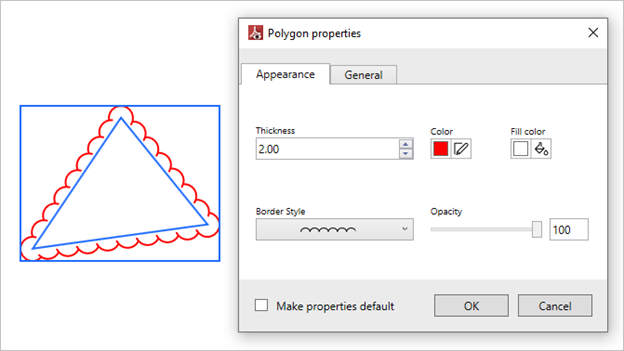 Polygon properties
Appearance General
Thickness Color Fill color
2.00
Border Style Opacity
100
Make properties default OK Cancel